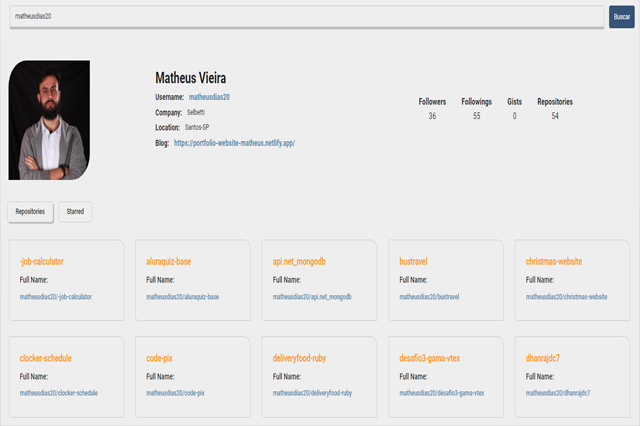 matheusdias20 Buscar
Matheus Vieira
Username: matheusdias20
Company: Selbetti
Location: Santos-SP
Blog: https://portfolio-website-matheus.netlify.app/
Followers Followings Gists Repositories
36 55 0 54
Repositories Starred
-job-calculator aluraquiz-base api.net_mongodb bustravel christmas-website
Full Name: Full Name: Full Name: Full Name: Full Name:
matheusdias20/-job-calculator matheusdias20/aluraquiz-base matheusdias20/api.net_mongodb matheusdias20/bustravel matheusdias20/christmas-website
clocker-schedule code-pix deliveryfood-ruby desafio3-gama-vtex dhanrajdc7
Full Name: Full Name: Full Name: Full Name: Full Name:
matheusdias20/clocker-schedule matheusdias20/code-pix matheusdias20/deliveryfood-ruby matheusdias20/desafio3-gama-vtex matheusdias20/dhanrajdc7